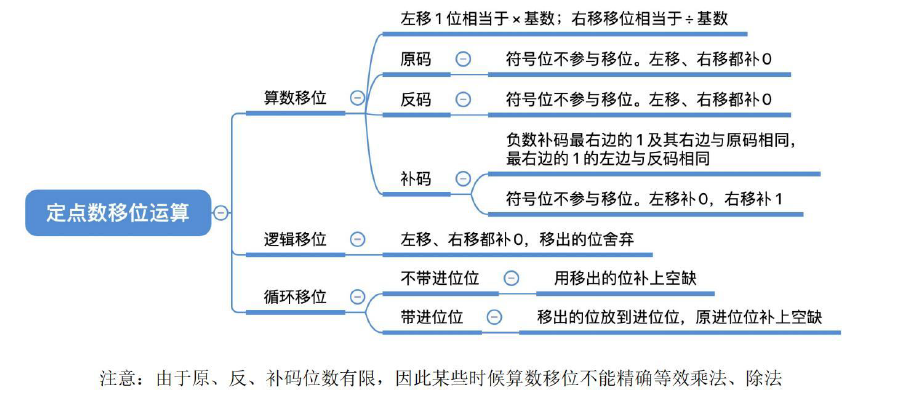 左移1位相当于×基数；右移移位相当于÷基数
原码
符号位不参与移位。左移、右移都补0
算数移位
反码
符号位不参与移位。左移、右移都补0
负数补码最右边的1及其右边与原码相同，
最右边的1的左边与反码相同
补码
符号位不参与移位。左移补0，右移补1
定点数移位运算
逻辑移位
左移、右移都补0，移出的位舍弃
不带进位位
用移出的位补上空缺
循环移位
带进位位
移出的位放到进位位，原进位位补上空缺
注意：由于原、反、补码位数有限，因此某些时候算数移位不能精确等效乘法、除法